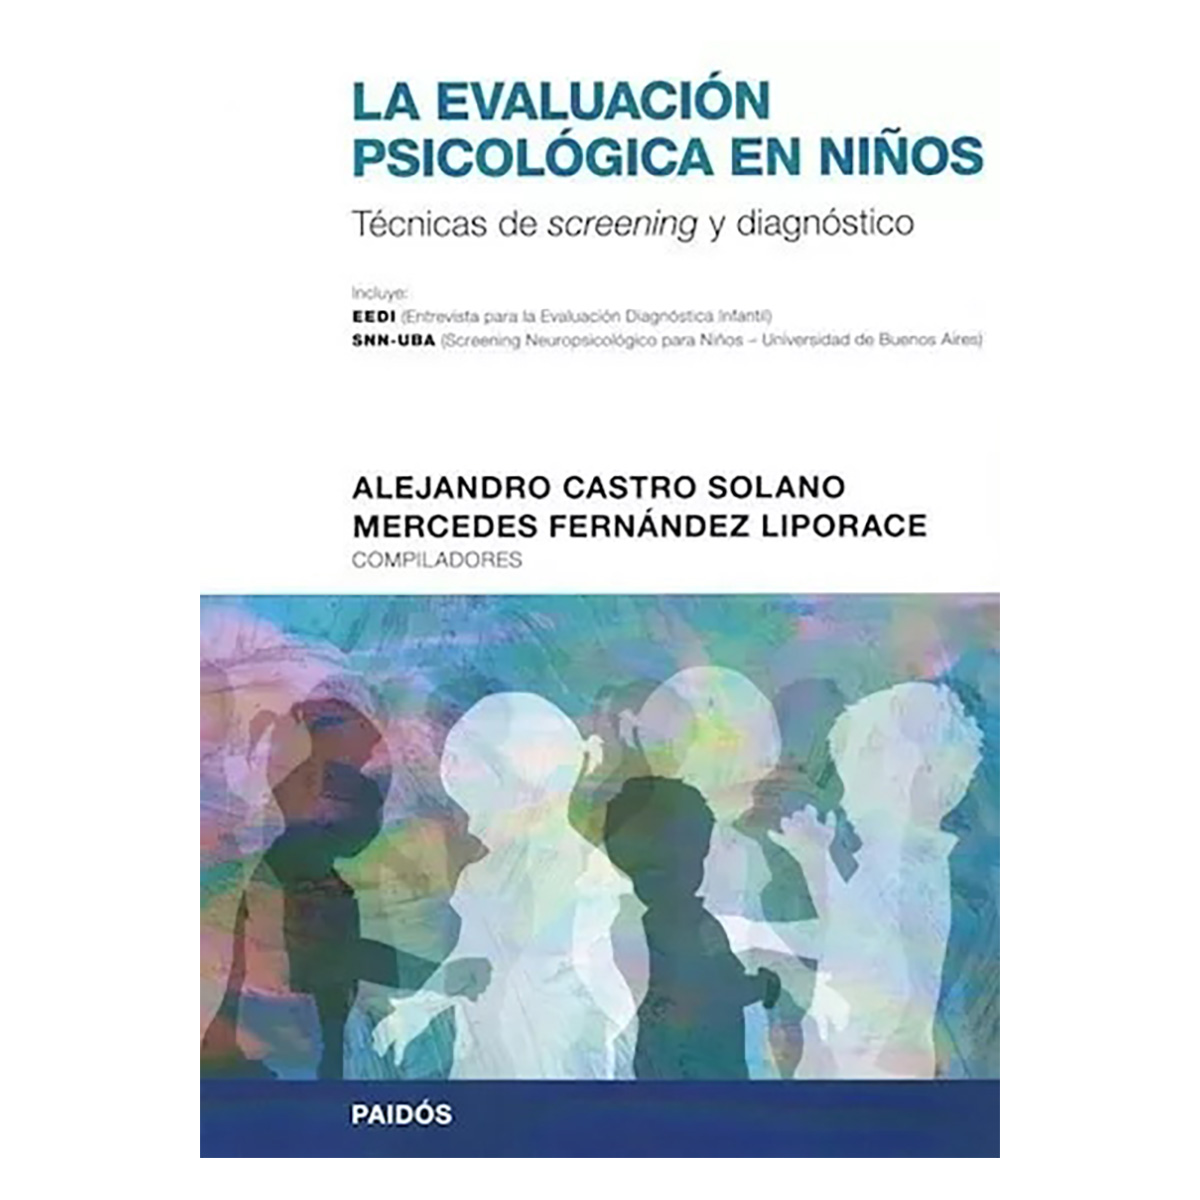 LA EVALUACIÓN
PSICOLÓGICA EN NIÑOS
Técnicas de screening y diagnóstico
Incluye:
EEDI (Entrevista para la Evaluación Diagnóstica Infantil)
SNN-UBA (Screening Neuropsicológico para Niños – Universidad de Buenos Aires)
ALEJANDRO CASTRO SOLANO
MERCEDES FERNÁNDEZ LIPORACE
COMPILADORES
PAIDÓS